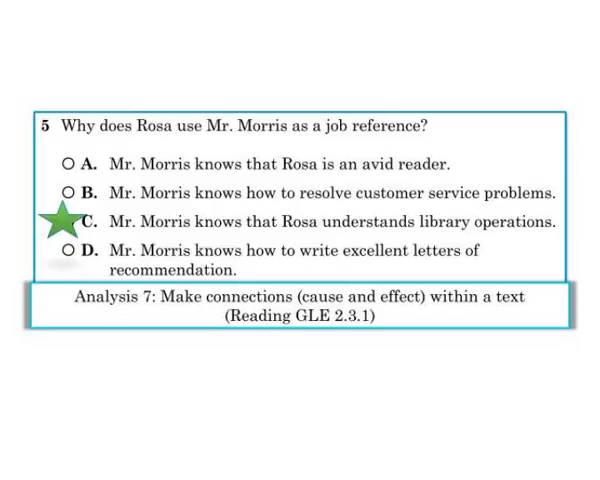 5 Why does Rosa use Mr. Morris as a job reference?
A. Mr. Morris knows that Rosa is an avid reader.
B. Mr. Morris knows how to resolve customer service problems.
C. Mr. Morris knows that Rosa understands library operations.
D. Mr. Morris knows how to write excellent letters of
recommendation.
Analysis 7: Make connections (cause and effect) within a text
(Reading GLE 2.3.1)